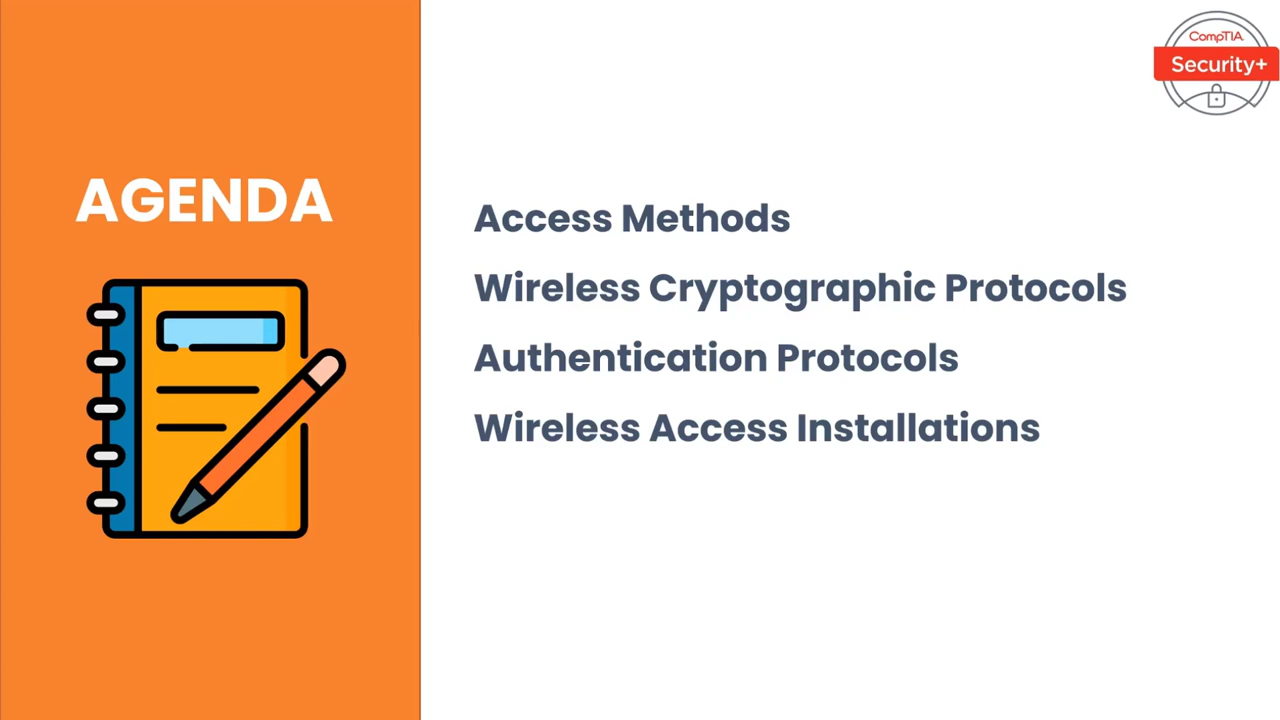 CompTIA
Security+
AGENDA
Access Methods
Wireless Cryptographic Protocols
Authentication Protocols
Wireless Access Installations